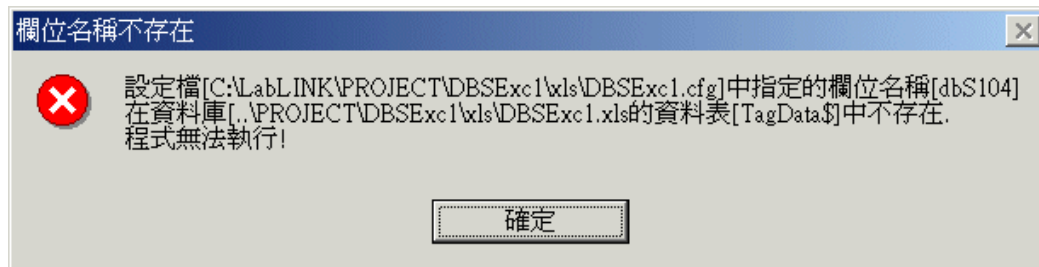 欄位名稱不存在
設定檔[C:\LabLINK\PROJECT\DBSExc1\xls\DBSExc1.cfg]中指定的欄位名稱[dbS104]
在資料庫[..\PROJECT\DBSExc1\xls\DBSExc1.xls的資料表[TagData$]中不存在.
程式無法執行!
確定